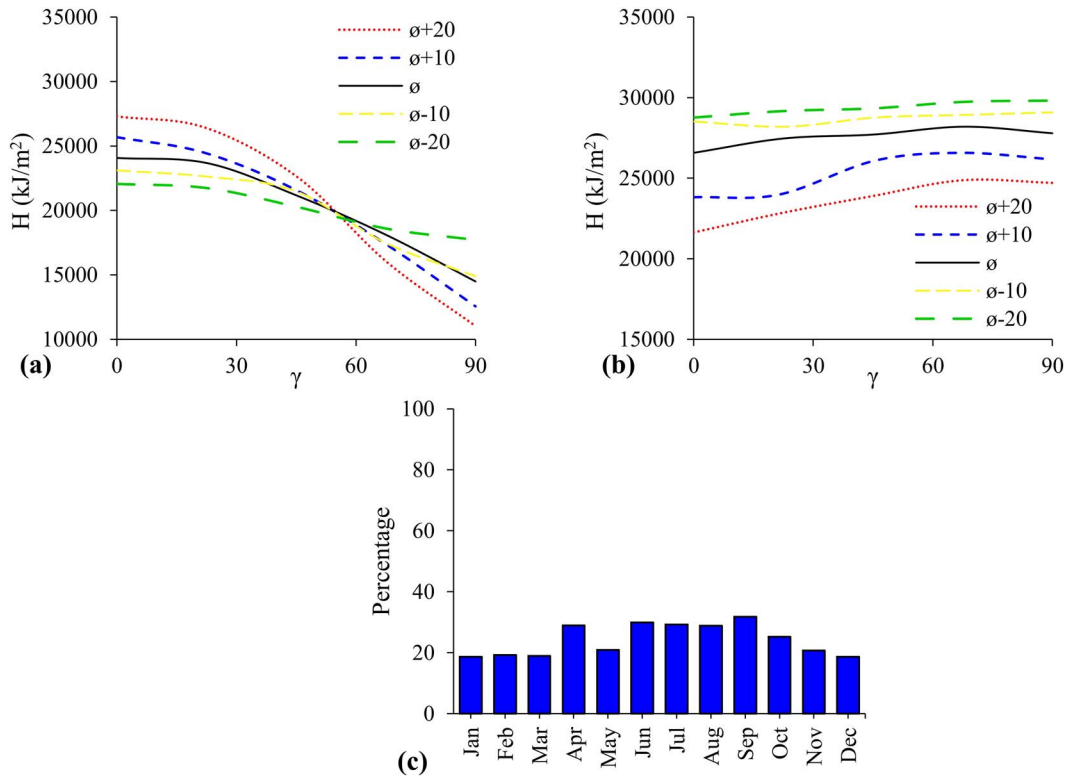 35000
30000
25000
20000
15000
10000
H (kJ/m²)
ø+20
ø+10
ø
ø-10
ø-20
0
30
60
90
γ
(a)
35000
30000
25000
20000
15000
H (kJ/m²)
ø+20
ø+10
ø
ø-10
ø-20
0
30
60
90
γ
(b)
100
80
60
40
20
0
Percentage
Jan
Feb
Mar
Apr
May
Jun
Jul
Aug
Sep
Oct
Nov
Dec
(c)